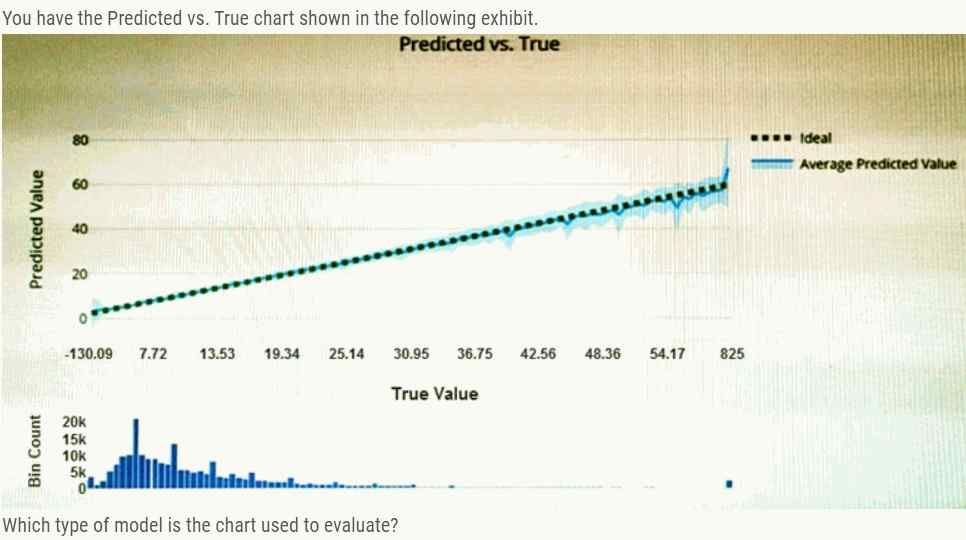 You have the Predicted vs. True chart shown in the following exhibit.
Predicted vs. True
80
60
40
20
0
Predicted Value
Ideal
Average Predicted Value
-130.09 7.72 13.53 19.34 25.14 30.95 36.75 42.56 48.36 54.17 825
True Value
20k
15k
10k
5k
0
Bin Count
Which type of model is the chart used to evaluate?